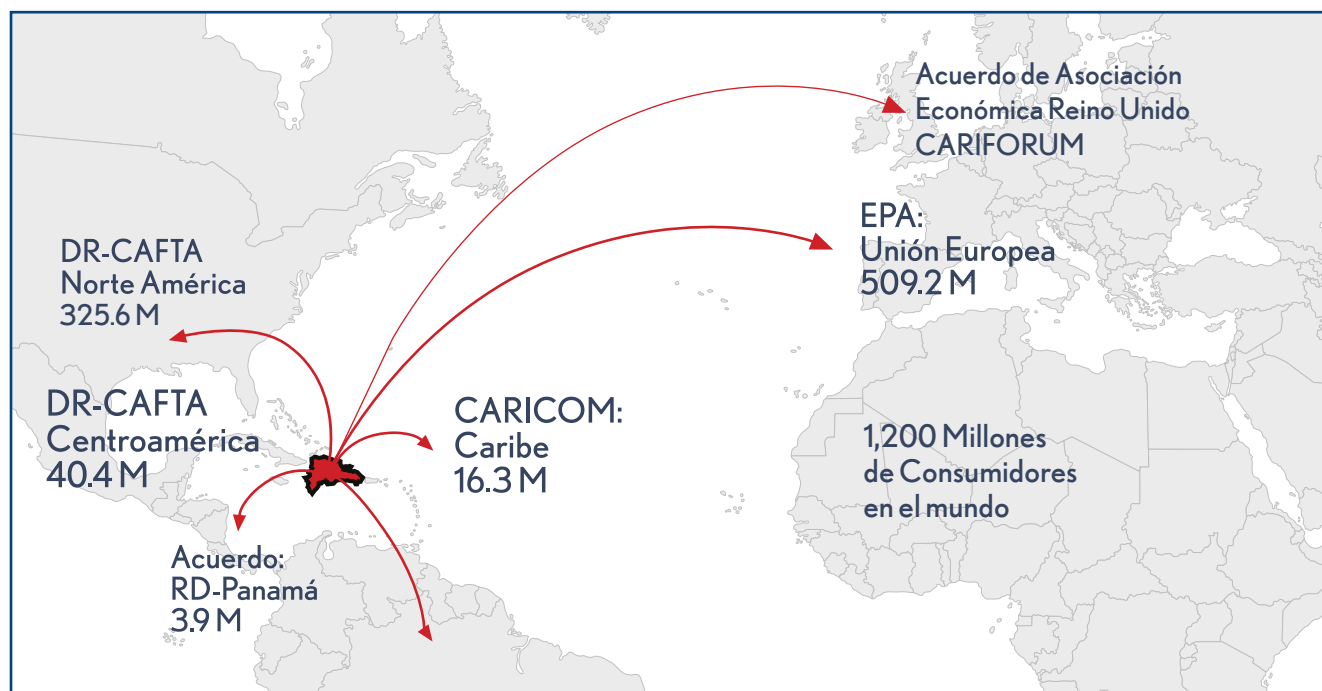 Acuerdo de Asociación
Económica Reino Unido
CARIFORUM
EPA:
Unión Europea
509.2 M
DR-CAFTA
Norte América
325.6 M
DR-CAFTA
Centroamérica
40.4 M
CARICOM:
Caribe
16.3 M
1,200 Millones
de Consumidores
en el mundo
Acuerdo:
RD-Panamá
3.9 M